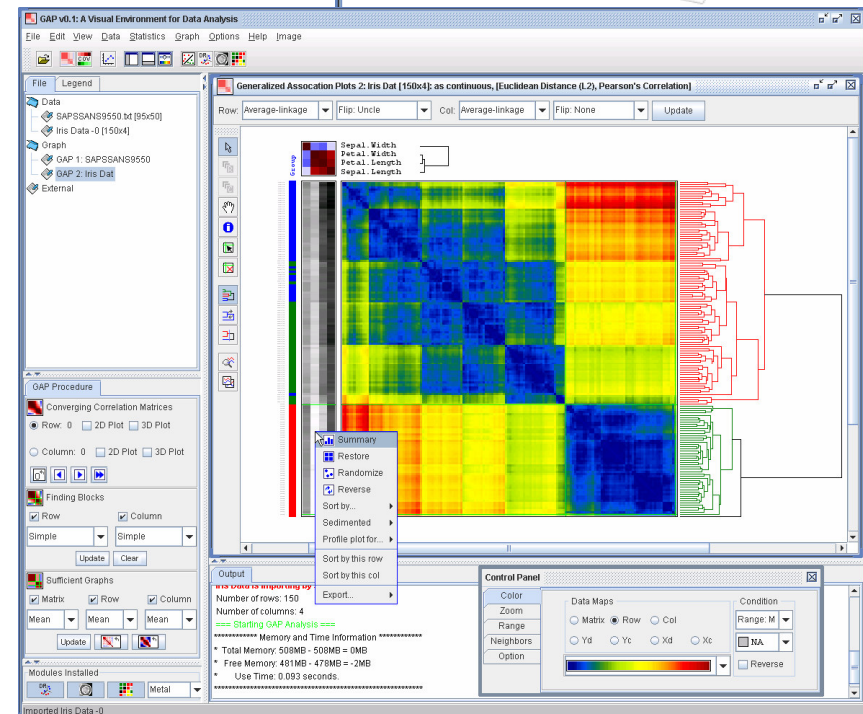 GAP v0.1: A Visual Environment for Data Analysis
File Edit View Data Statistics Graph Options Help Image
File Legend
Data
SAPSSANS9550.txt [95x50]
Iris Data -0 [150x4]
Graph
GAP 1: SAPSSANS9550
GAP 2: Iris Dat
External
Generalized Assocation Plots 2: Iris Dat [150x4]: as continuous, [Euclidean Distance (L2), Pearson's Correlation]
Row: Average-linkage Flip: Uncle Col: Average-linkage Flip: None Update
Sepal.Width
Petal.Width
Petal.Length
Sepal.Length
Group
Summary
Restore
Randomize
Reverse
Sort by...
Sedimented
Profile plot for...
Sort by this row
Sort by this col
Export...
GAP Procedure
Converging Correlation Matrices
Row: 0 2D Plot 3D Plot
Column: 0 2D Plot 3D Plot
Finding Blocks
Row Column
Simple Simple
Update Clear
Sufficient Graphs
Matrix Row Column
Mean Mean Mean
Update
Modules Installed
Metal
Imported Iris Data -0
Output
Iris Data is importing by
Number of rows: 150
Number of columns: 4
=== Starting GAP Analysis ===
************ Memory and Time Information ************
* Total Memory: 508MB - 508MB = 0MB
* Free Memory: 481MB - 478MB = -2MB
* Use Time: 0.093 seconds.
Control Panel
Color
Zoom
Range
Neighbors
Option
Data Maps
Matrix Row Col
Yd Yc Xd Xc
Condition
Range: M
NA
Reverse